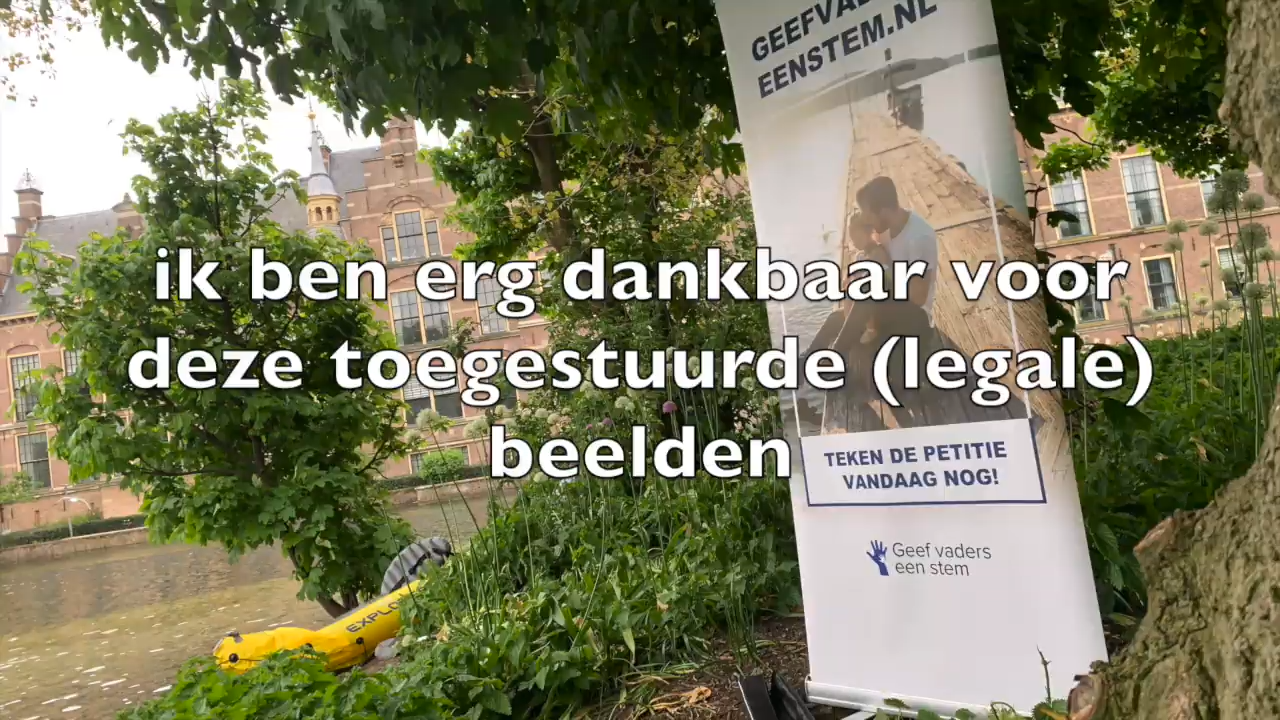 GEEFVA
EENSTEM.NL
ik ben erg dankbaar voor
deze toegestuurde (legale)
beelden
TEKEN DE PETITIE
VANDAAG NOG!
Geef vaders
een stem